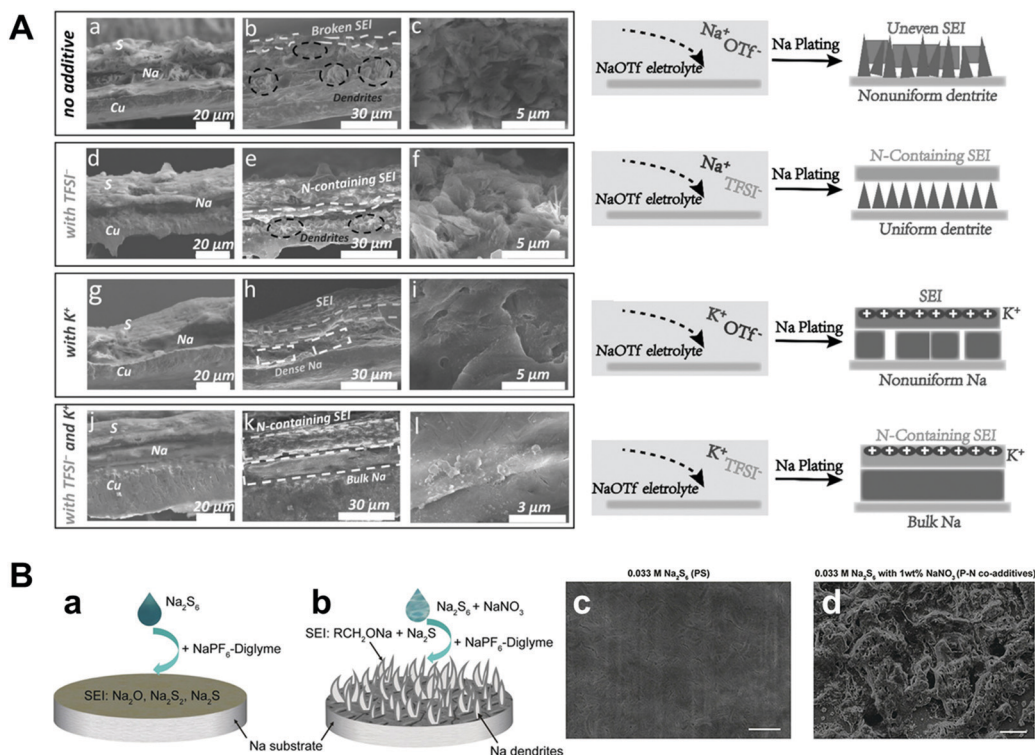 A
no additive
a
S
Na
Cu
20 µm
b
Broken SEI
Dendrites
30 µm
c
5 µm
Na⁺
OTf⁻
NaOTf eletrolyte
Na Plating
Uneven SEI
Nonuniform dentrite
with TFSI⁻
d
S
Na
Cu
20 µm
e
N-containing SEI
Dendrites
30 µm
f
5 µm
Na⁺
TFSI⁻
NaOTf eletrolyte
Na Plating
N-Containing SEI
Uniform dentrite
with K⁺
g
S
Na
Cu
20 µm
h
SEI
Dense Na
30 µm
i
5 µm
K⁺
OTf⁻
NaOTf eletrolyte
Na Plating
SEI
+ + + + + + + +
K⁺
Nonuniform Na
with TFSI⁻ and K⁺
j
S
Na
Cu
20 µm
k
N-containing SEI
Bulk Na
30 µm
l
3 µm
K⁺
TFSI⁻
NaOTf eletrolyte
Na Plating
N-Containing SEI
+ + + + + + + +
K⁺
Bulk Na
B
a
Na₂S₆
+ NaPF₆-Diglyme
SEI: Na₂O, Na₂S₂, Na₂S
Na substrate
b
Na₂S₆ + NaNO₃
SEI: RCH₂ONa + Na₂S
+ NaPF₆-Diglyme
Na dendrites
0.033 M Na₂S₆ (PS)
c
0.033 M Na₂S₆ with 1wt% NaNO₃ (P-N co-additives)
d